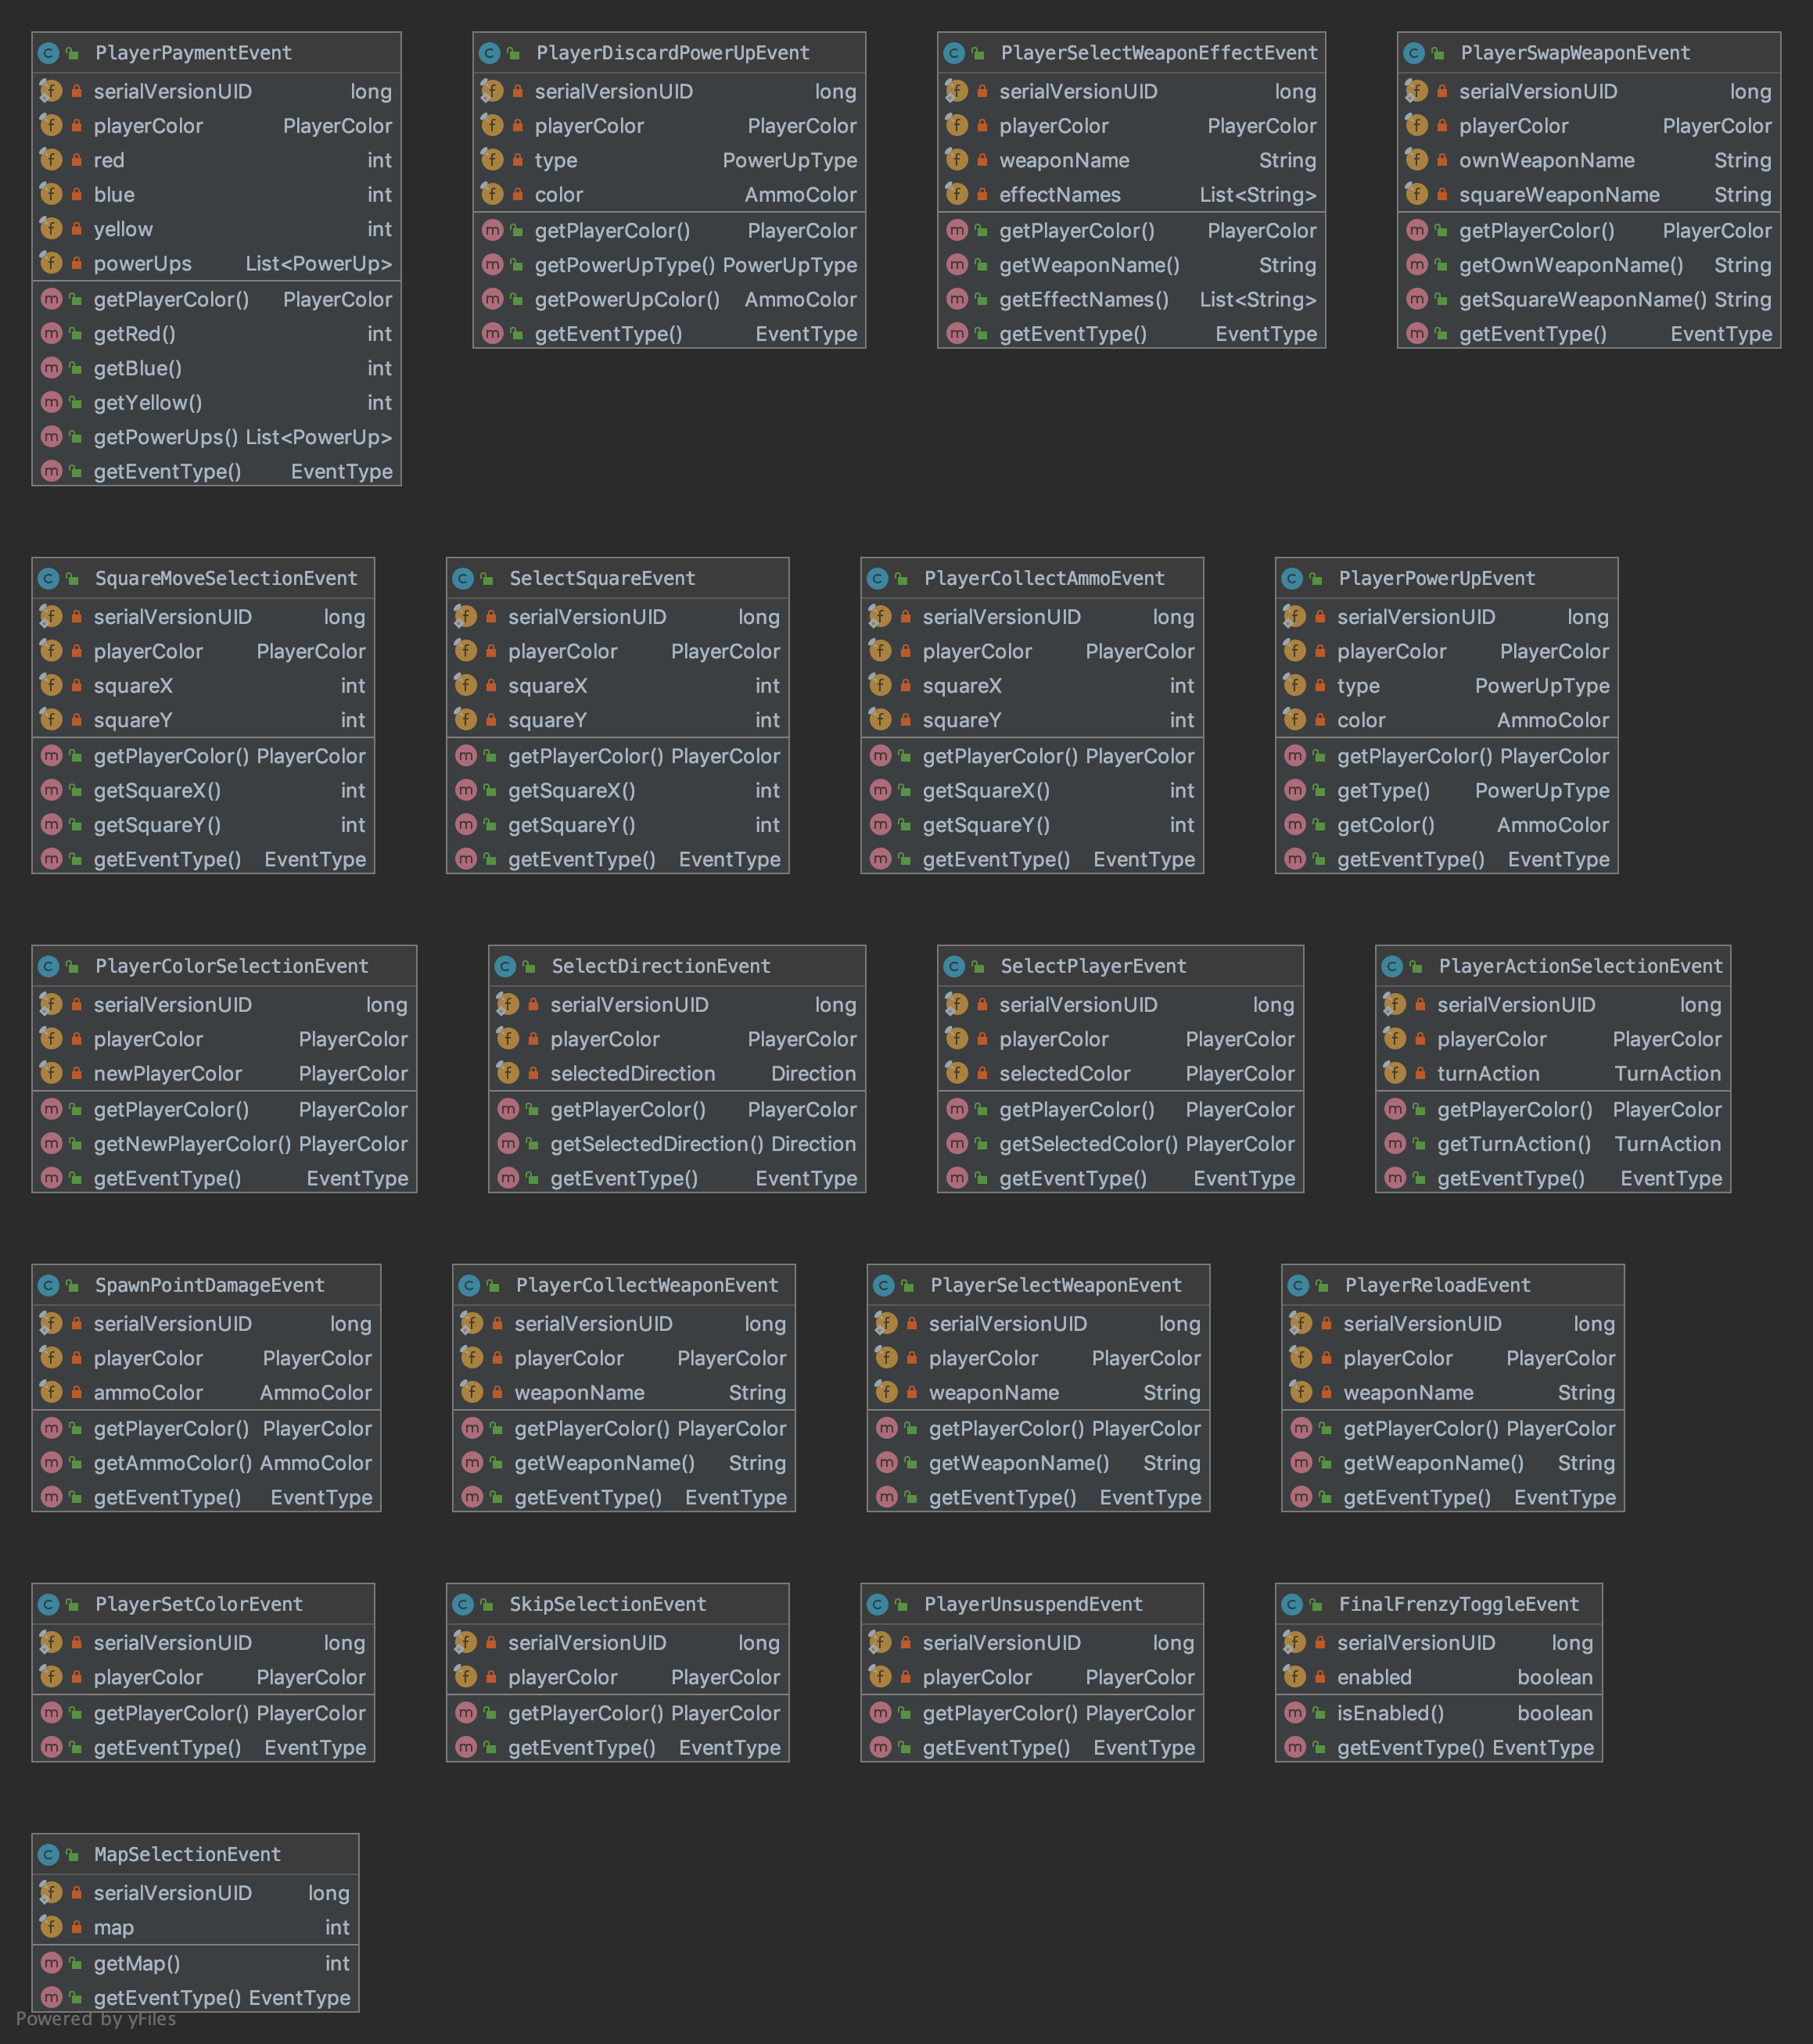 PlayerPaymentEvent
serialVersionUID long
playerColor PlayerColor
red int
blue int
yellow int
powerUps List<PowerUp>
getPlayerColor() PlayerColor
getRed() int
getBlue() int
getYellow() int
getPowerUps() List<PowerUp>
getEventType() EventType
PlayerDiscardPowerUpEvent
serialVersionUID long
playerColor PlayerColor
type PowerUpType
color AmmoColor
getPlayerColor() PlayerColor
getPowerUpType() PowerUpType
getPowerUpColor() AmmoColor
getEventType() EventType
PlayerSelectWeaponEffectEvent
serialVersionUID long
playerColor PlayerColor
weaponName String
effectNames List<String>
getPlayerColor() PlayerColor
getWeaponName() String
getEffectNames() List<String>
getEventType() EventType
PlayerSwapWeaponEvent
serialVersionUID long
playerColor PlayerColor
ownWeaponName String
squareWeaponName String
getPlayerColor() PlayerColor
getOwnWeaponName() String
getSquareWeaponName() String
getEventType() EventType
SquareMoveSelectionEvent
serialVersionUID long
playerColor PlayerColor
squareX int
squareY int
getPlayerColor() PlayerColor
getSquareX() int
getSquareY() int
getEventType() EventType
SelectSquareEvent
serialVersionUID long
playerColor PlayerColor
squareX int
squareY int
getPlayerColor() PlayerColor
getSquareX() int
getSquareY() int
getEventType() EventType
PlayerCollectAmmoEvent
serialVersionUID long
playerColor PlayerColor
squareX int
squareY int
getPlayerColor() PlayerColor
getSquareX() int
getSquareY() int
getEventType() EventType
PlayerPowerUpEvent
serialVersionUID long
playerColor PlayerColor
type PowerUpType
color AmmoColor
getPlayerColor() PlayerColor
getType() PowerUpType
getColor() AmmoColor
getEventType() EventType
PlayerColorSelectionEvent
serialVersionUID long
playerColor PlayerColor
newPlayerColor PlayerColor
getPlayerColor() PlayerColor
getNewPlayerColor() PlayerColor
getEventType() EventType
SelectDirectionEvent
serialVersionUID long
playerColor PlayerColor
selectedDirection Direction
getPlayerColor() PlayerColor
getSelectedDirection() Direction
getEventType() EventType
SelectPlayerEvent
serialVersionUID long
playerColor PlayerColor
selectedColor PlayerColor
getPlayerColor() PlayerColor
getSelectedColor() PlayerColor
getEventType() EventType
PlayerActionSelectionEvent
serialVersionUID long
playerColor PlayerColor
turnAction TurnAction
getPlayerColor() PlayerColor
getTurnAction() TurnAction
getEventType() EventType
SpawnPointDamageEvent
serialVersionUID long
playerColor PlayerColor
ammoColor AmmoColor
getPlayerColor() PlayerColor
getAmmoColor() AmmoColor
getEventType() EventType
PlayerCollectWeaponEvent
serialVersionUID long
playerColor PlayerColor
weaponName String
getPlayerColor() PlayerColor
getWeaponName() String
getEventType() EventType
PlayerSelectWeaponEvent
serialVersionUID long
playerColor PlayerColor
weaponName String
getPlayerColor() PlayerColor
getWeaponName() String
getEventType() EventType
PlayerReloadEvent
serialVersionUID long
playerColor PlayerColor
weaponName String
getPlayerColor() PlayerColor
getWeaponName() String
getEventType() EventType
PlayerSetColorEvent
serialVersionUID long
playerColor PlayerColor
getPlayerColor() PlayerColor
getEventType() EventType
SkipSelectionEvent
serialVersionUID long
playerColor PlayerColor
getPlayerColor() PlayerColor
getEventType() EventType
PlayerUnsuspendEvent
serialVersionUID long
playerColor PlayerColor
getPlayerColor() PlayerColor
getEventType() EventType
FinalFrenzyToggleEvent
serialVersionUID long
enabled boolean
isEnabled() boolean
getEventType() EventType
MapSelectionEvent
serialVersionUID long
map int
getMap() int
getEventType() EventType
Powered by yFiles